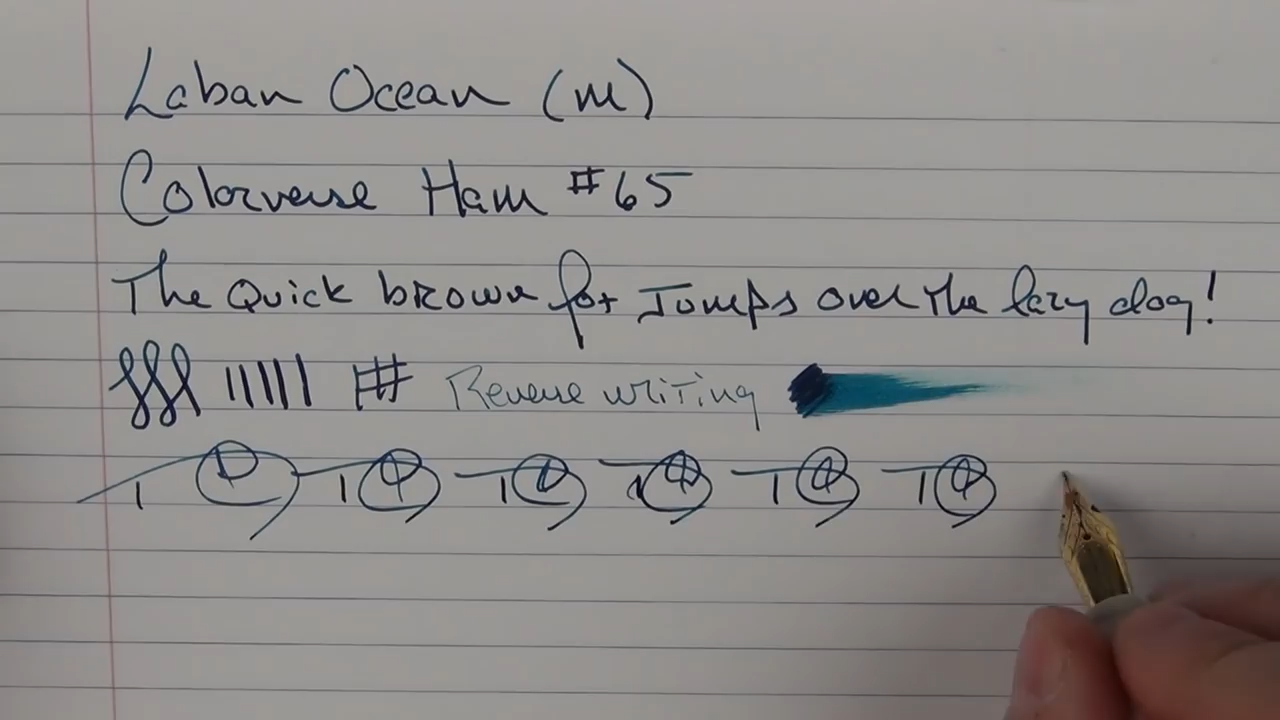 Laban Ocean (M)
Colorverse Ham #65
The Quick brown fox Jumps over the lazy dog!
Reverse writing